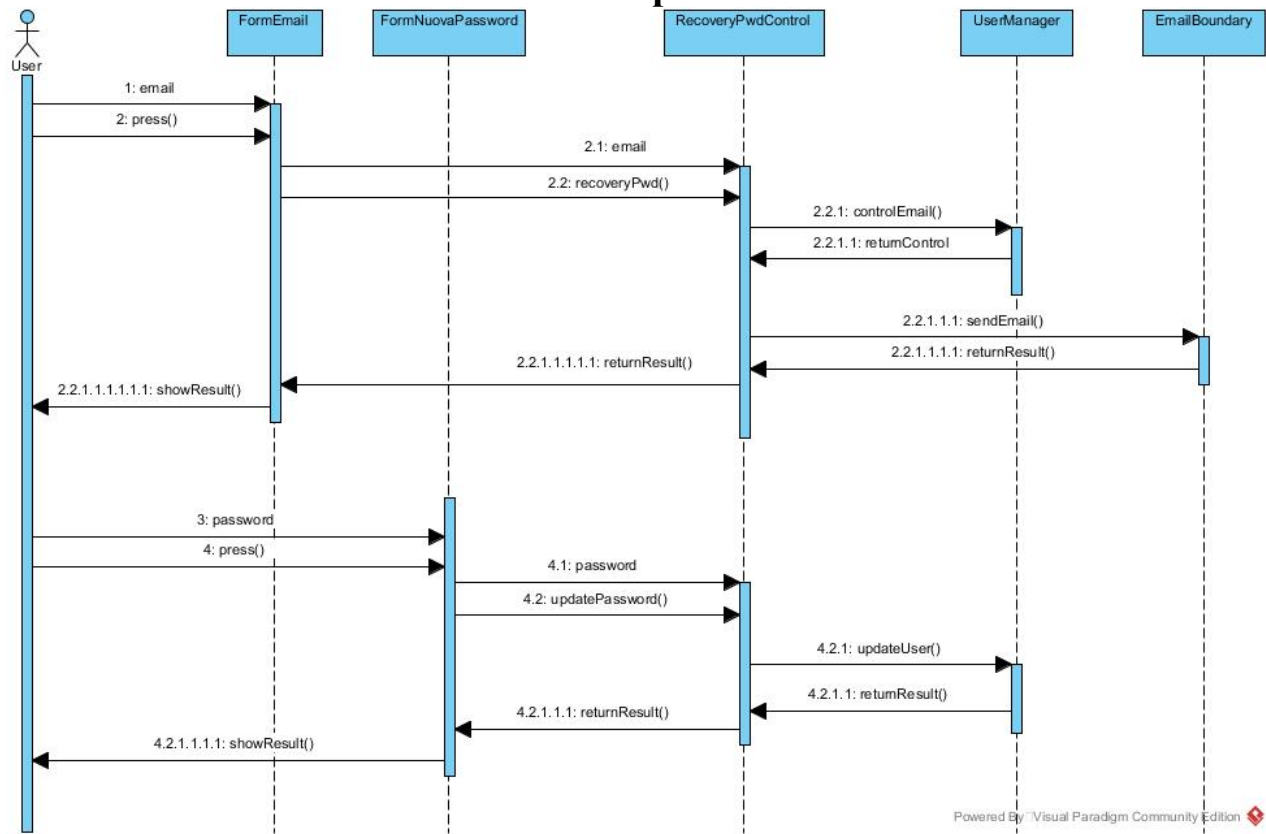 FormEmail
FormNuovaPassword
RecoveryPwdControl
UserManager
EmailBoundary
User
1: email
2: press()
2.1: email
2.2: recoveryPwd()
2.2.1: controlEmail()
2.2.1.1: returnControl
2.2.1.1.1: sendEmail()
2.2.1.1.1.1: returnResult()
2.2.1.1.1.1.1: returnResult()
2.2.1.1.1.1.1.1: showResult()
3: password
4: press()
4.1: password
4.2: updatePassword()
4.2.1: updateUser()
4.2.1.1: returnResult()
4.2.1.1.1: returnResult()
4.2.1.1.1.1: showResult()
Powered By Visual Paradigm Community Edition